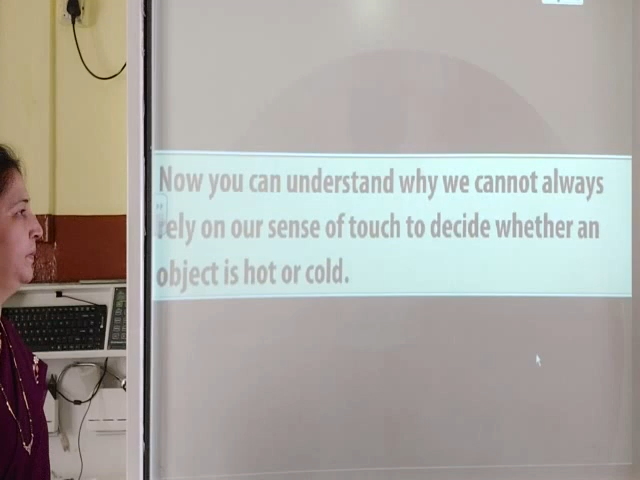 Now you can understand why we cannot always
rely on our sense of touch to decide whether an
object is hot or cold.